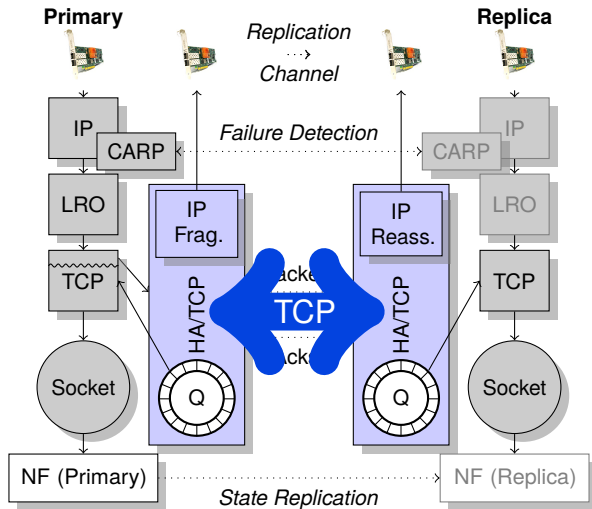 Primary
Replication
Channel
Replica
IP
CARP
Failure Detection
CARP
IP
LRO
IP
Frag.
IP
Reass.
LRO
TCP
HA/TCP
TCP
HA/TCP
TCP
Acks
Socket
Q
Q
Socket
NF (Primary)
State Replication
NF (Replica)